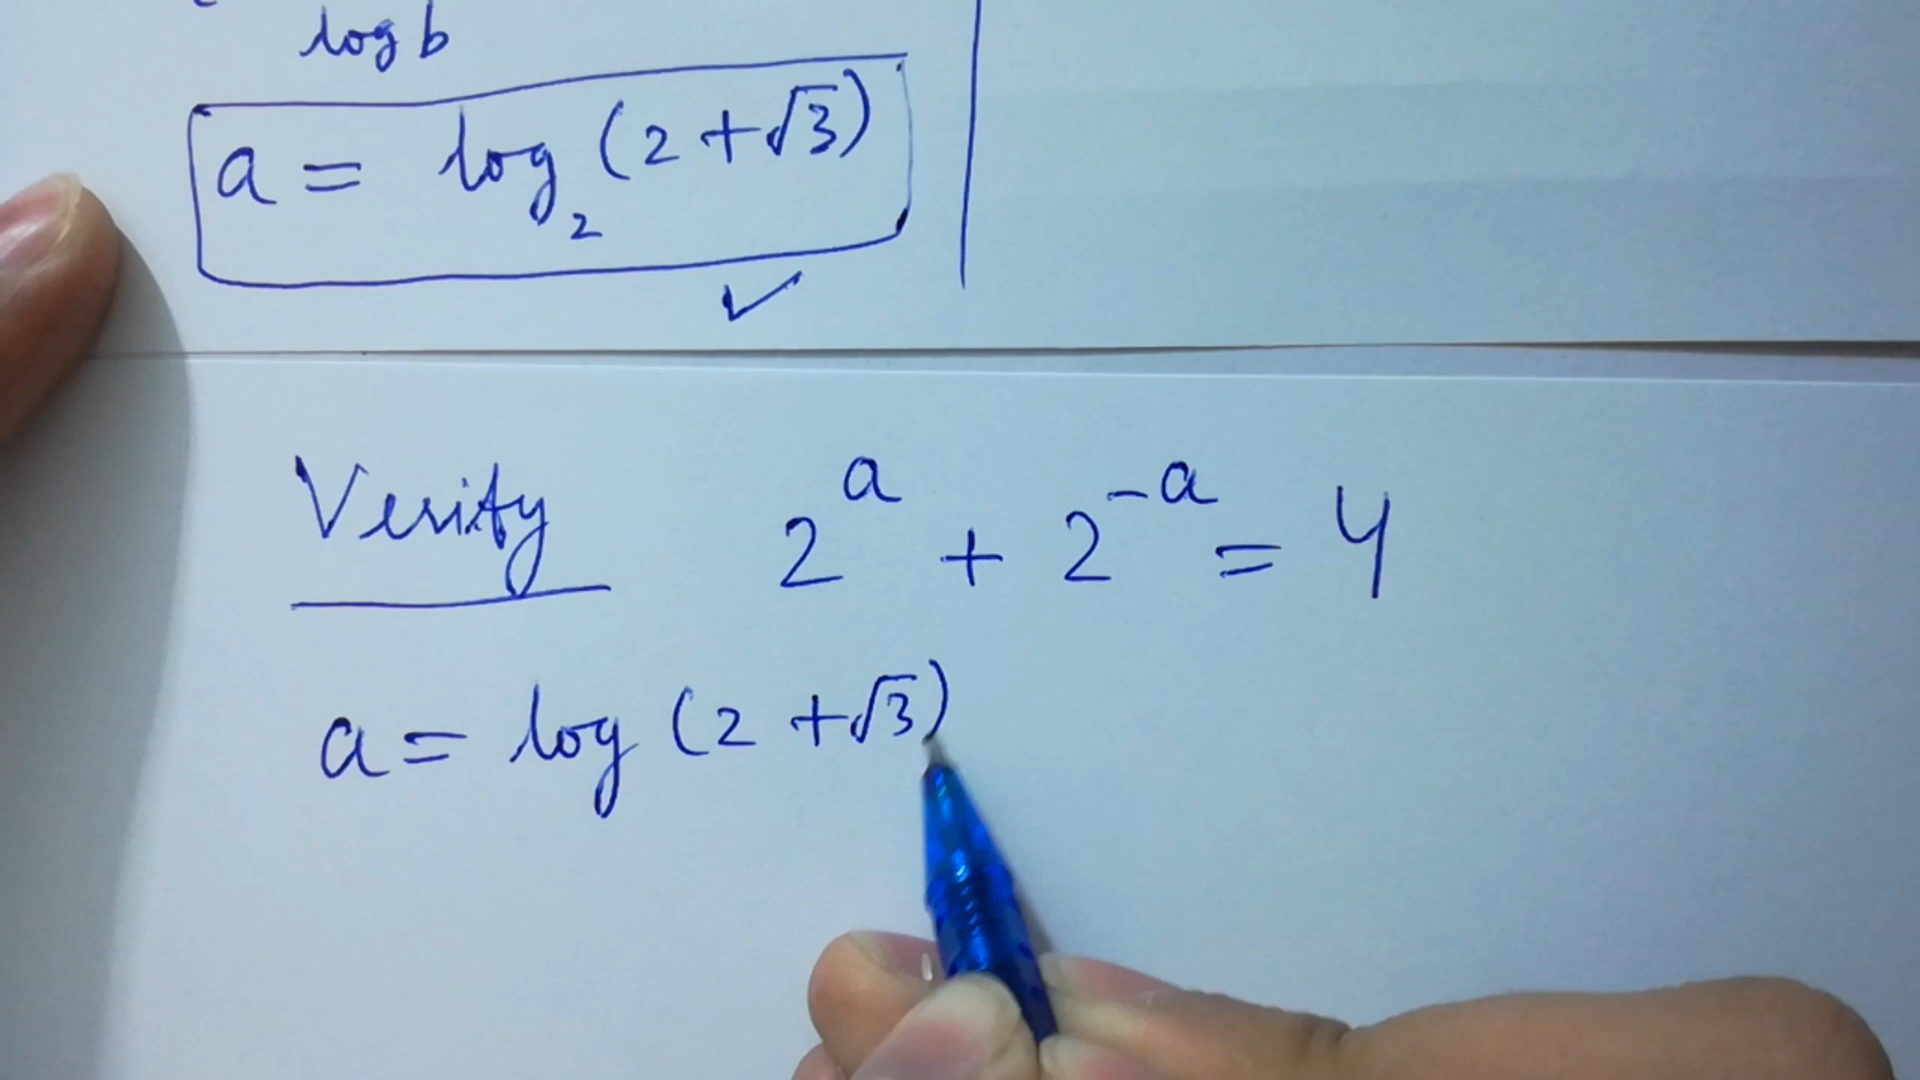 log b
a = log₂ (2 + √3)
✓
Verify 2^a + 2^-a = 4
a = log (2 + √3)